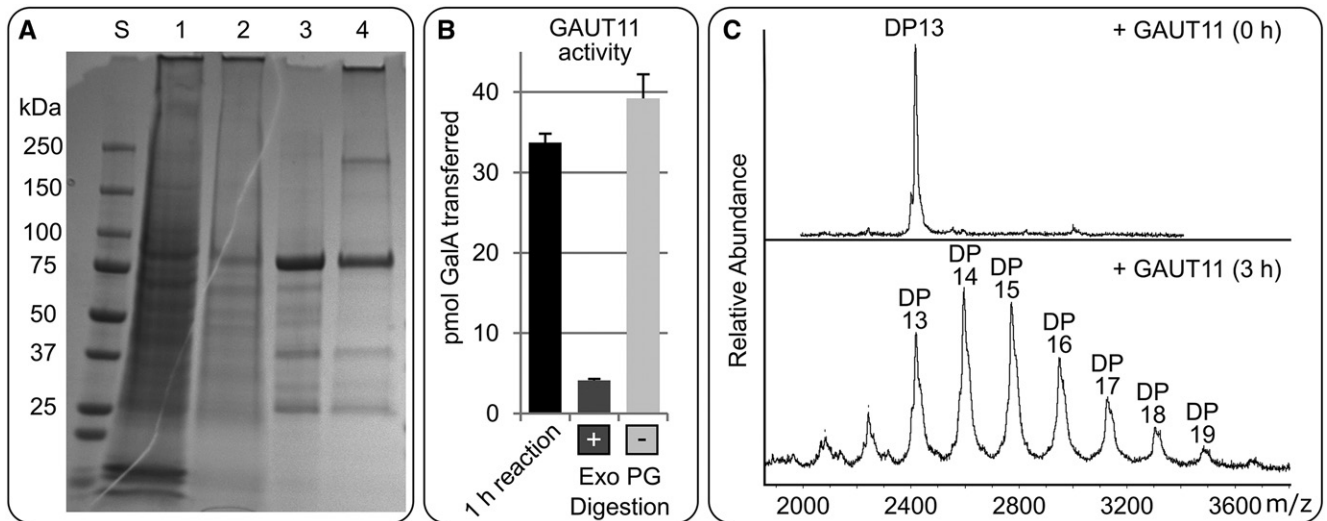 A
S 1 2 3 4
kDa
250
150
100
75
50
37
25
B
GAUT11
activity
pmol GalA transferred
40
30
20
10
0
1 h reaction
+ -
Exo PG
Digestion
C
Relative Abundance
DP13
+ GAUT11 (0 h)
+ GAUT11 (3 h)
DP
13
DP
14
DP
15
DP
16
DP
17
DP
18
DP
19
2000 2400 2800 3200 3600 m/z